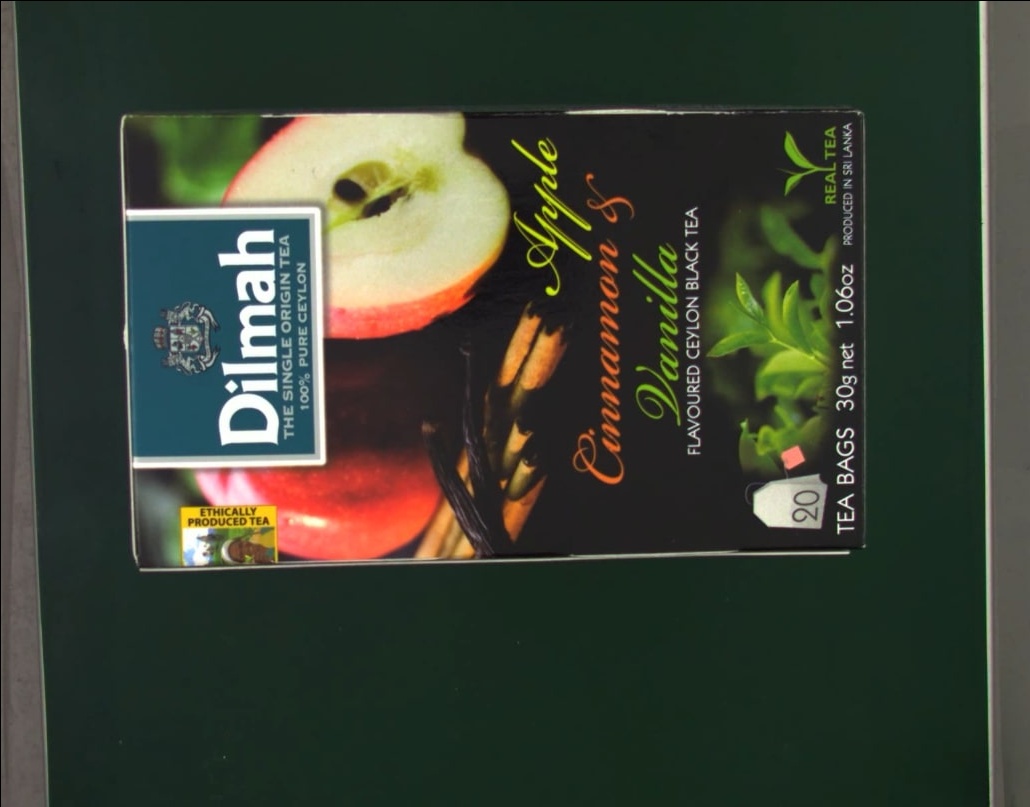 Dilmah
THE SINGLE ORIGIN TEA
100% PURE CEYLON
ETHICALLY
PRODUCED TEA
Apple
Cinnamon &
Vanilla
FLAVOURED CEYLON BLACK TEA
20
TEA BAGS 30g net 1.06oz
REAL TEA
PRODUCED IN SRI LANKA